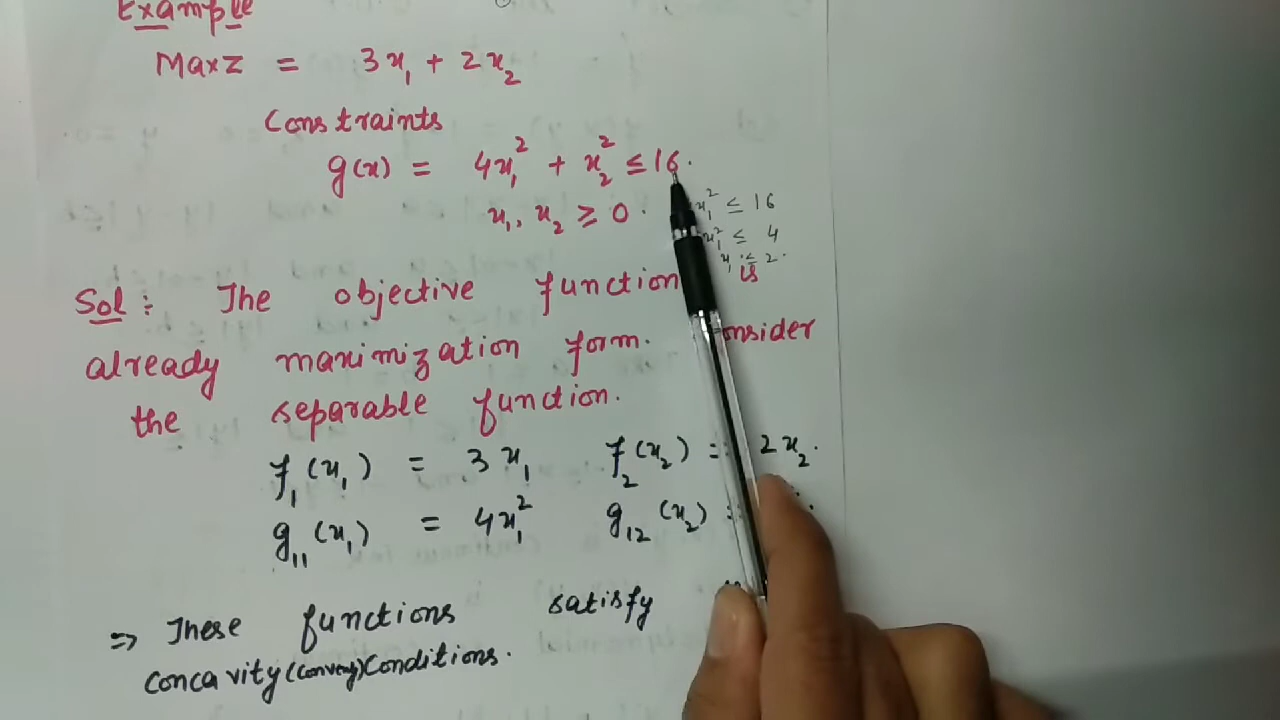 Example
Max z = 3x₁ + 2x₂
Constraints
g(x) = 4x₁² + x₂² ≤ 16.
x₁, x₂ ≥ 0.
x₁² ≤ 16
x₁² ≤ 4
x₁ ≤ 2.
Sol: The objective function is
already maximization form. Consider
the separable function.
f₁(x₁) = 3x₁ f₂(x₂) = 2x₂.
g₁₁(x₁) = 4x₁² g₁₂(x₂) =
⇒ These functions satisfy
Concavity (Convex) Conditions.